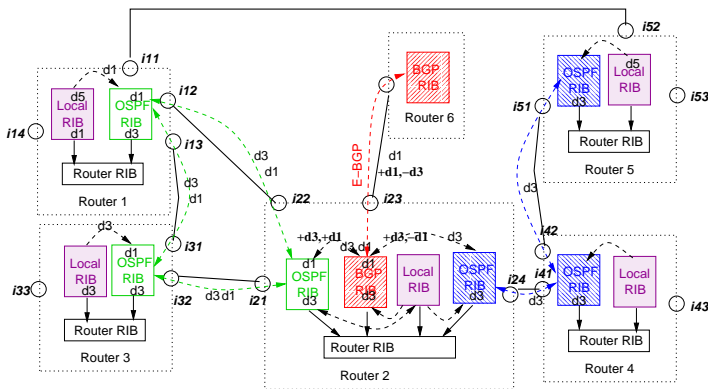 i11
i52
d1
i12
d5
Local
RIB
d1
d1
OSPF
RIB
d3
i14
i13
Router RIB
Router 1
d3
d1
d3
d1
i22
BGP
RIB
Router 6
E-BGP
d1
+d1,-d3
i23
i51
OSPF
RIB
d3
d5
Local
RIB
i53
Router RIB
Router 5
d3
i42
d3
Local
RIB
d3
d1
OSPF
RIB
d3
i31
i32
i33
Router RIB
Router 3
d3 d1
i21
+d3,+d1
d3
d1
+d3,-d1
d3
d1
OSPF
RIB
d3
d1
BGP
RIB
d3
Local
RIB
OSPF
RIB
d3
Router RIB
Router 2
i24
i41
d3
OSPF
RIB
d3
Local
RIB
i43
Router RIB
Router 4